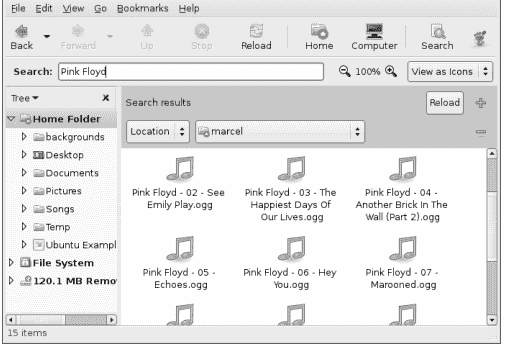 File Edit View Go Bookmarks Help
Back Forward Up Stop Reload Home Computer Search
Search: Pink Floyd 100% View as Icons
Tree x Search results Reload
Home Folder Location marcel
backgrounds
Desktop
Documents
Pictures
Songs
Temp
Ubuntu Exampl
File System
120.1 MB Remo
Pink Floyd - 02 - See
Emily Play.ogg
Pink Floyd - 03 - The
Happiest Days Of
Our Lives.ogg
Pink Floyd - 04 -
Another Brick In The
Wall (Part 2).ogg
Pink Floyd - 05 -
Echoes.ogg
Pink Floyd - 06 - Hey
You.ogg
Pink Floyd - 07 -
Marooned.ogg
15 items